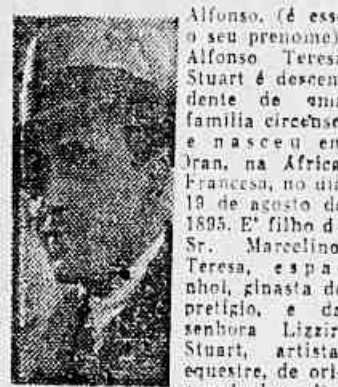 Alfonso, (é ess
o seu prenome)
Alfonso Teresa
Stuart é descen
dente de uma
familia circense
e nasceu em
Oran, na África
Francesa, no dia
19 de agosto de
1895. E' filho d
Sr. Marcelino
Teresa, espa
nhol, ginasta de
pretigio, e da
senhora Lizzir
Stuart, artista
equestre, de ori-